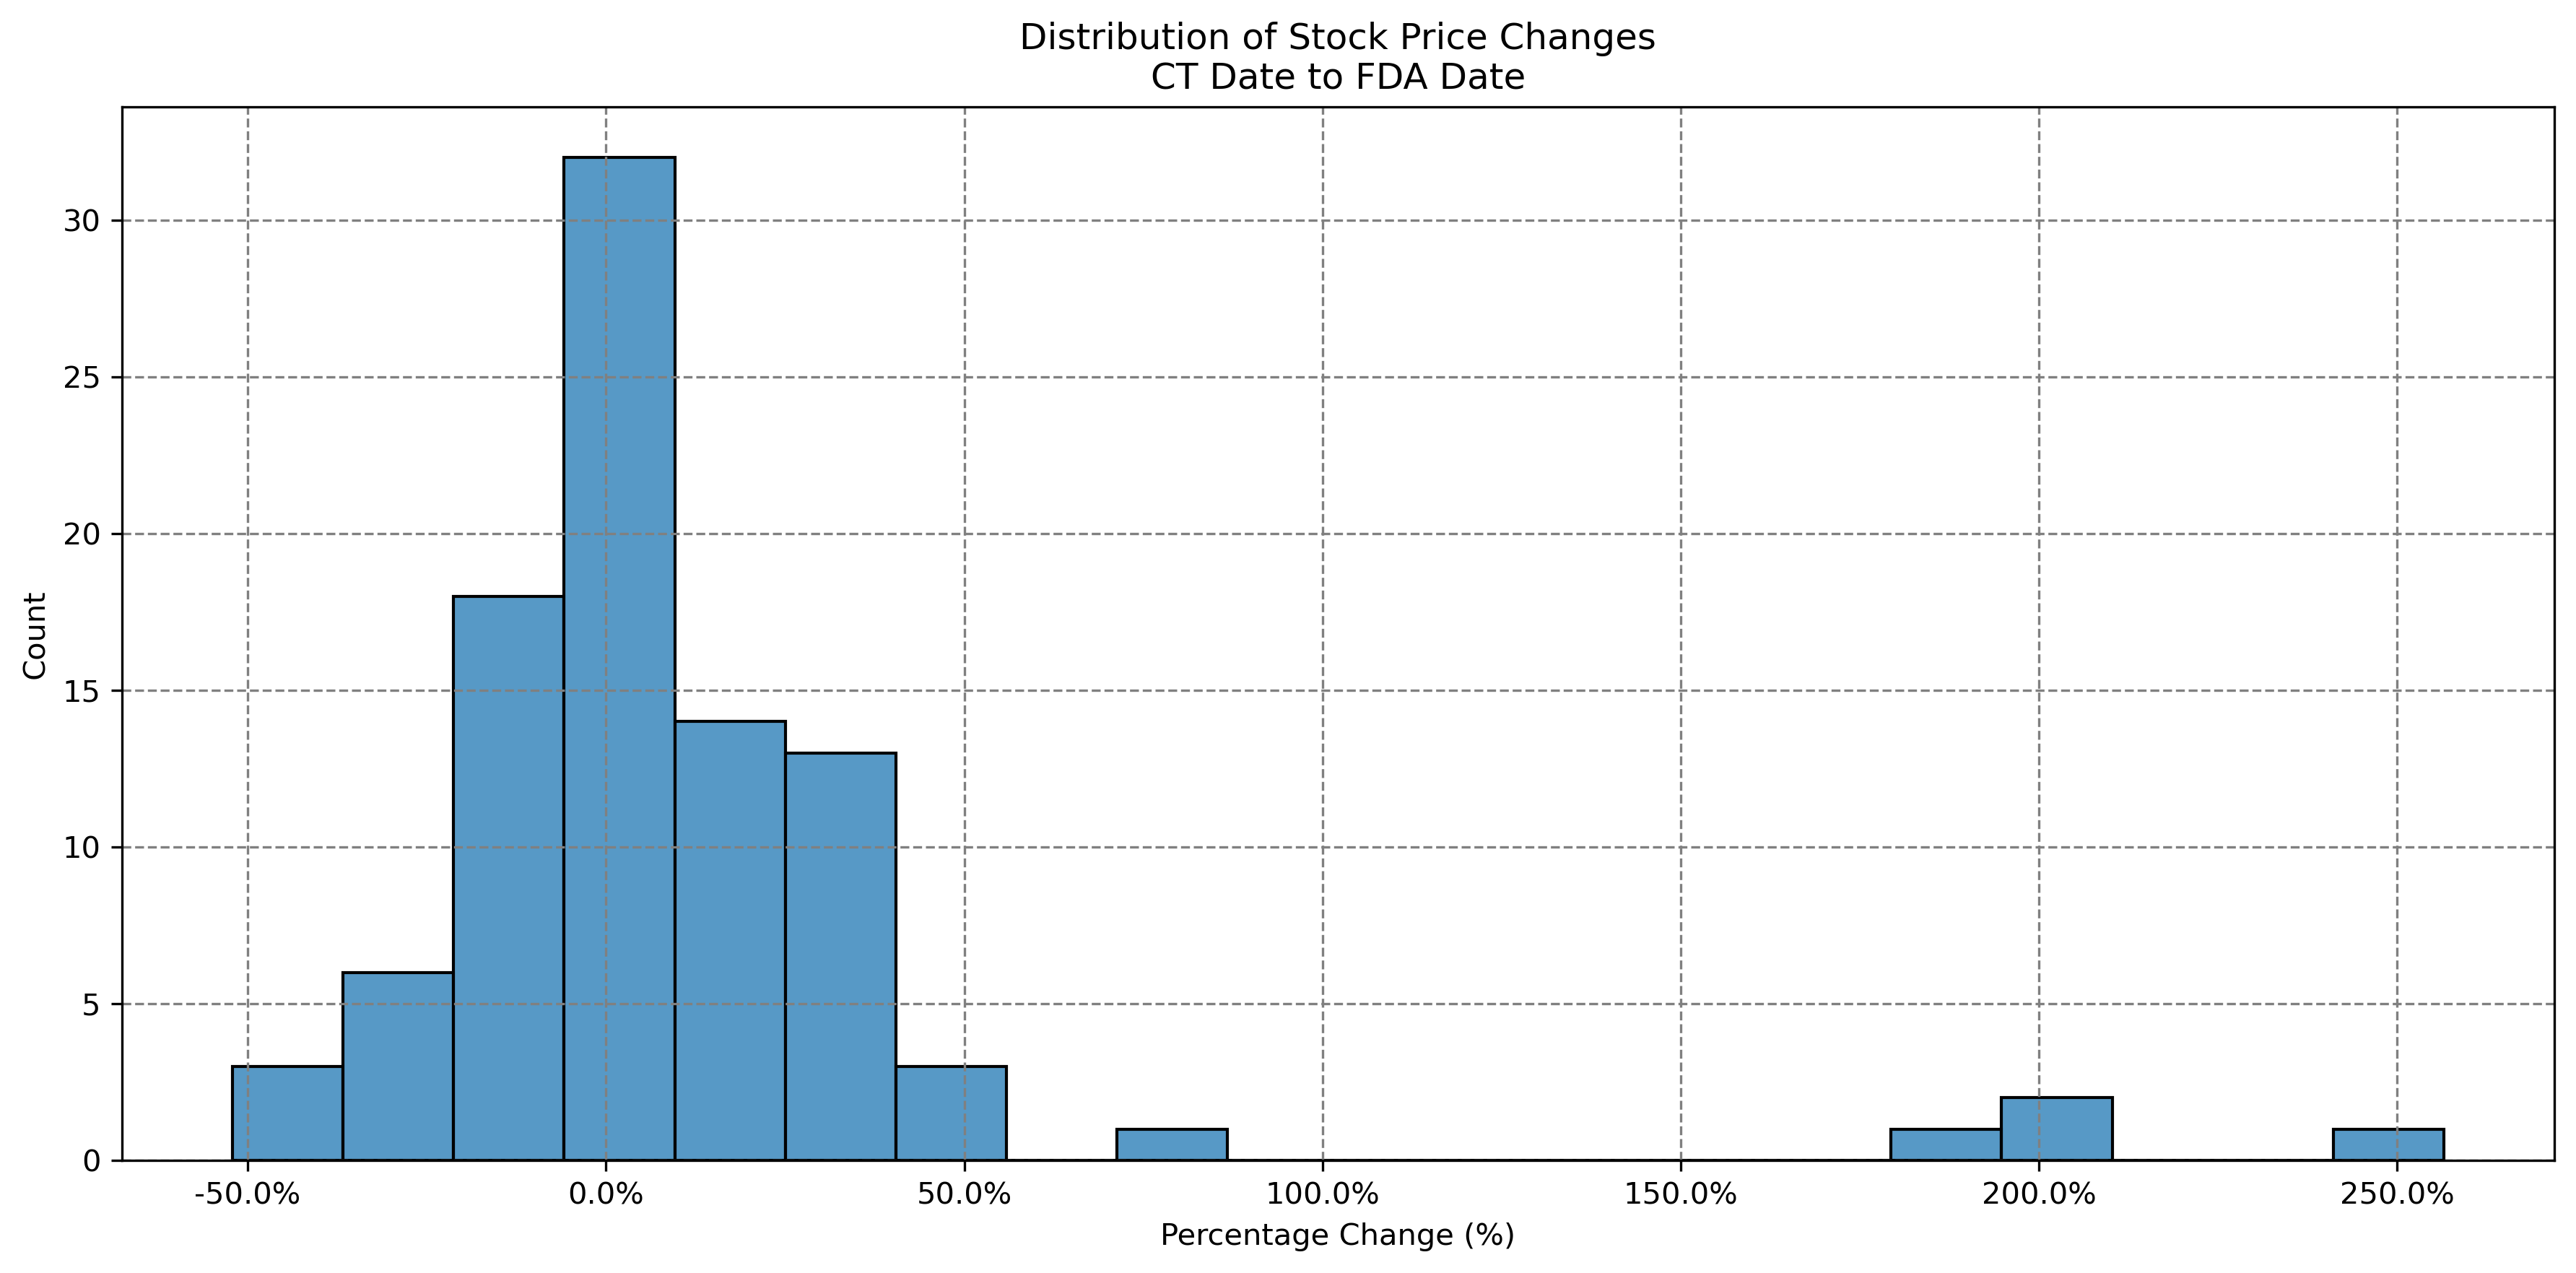 Distribution of Stock Price Changes
CT Date to FDA Date
Count
30
25
20
15
10
5
0
-50.0% 0.0% 50.0% 100.0% 150.0% 200.0% 250.0%
Percentage Change (%)